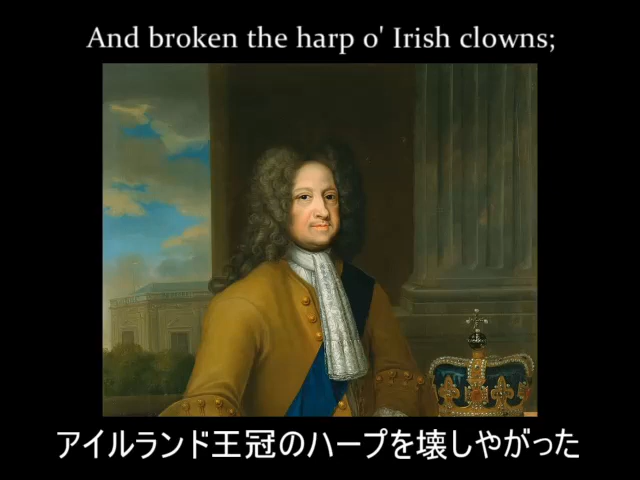 And broken the harp o' Irish clowns;
アイルランド王冠のハープを壊しやがった